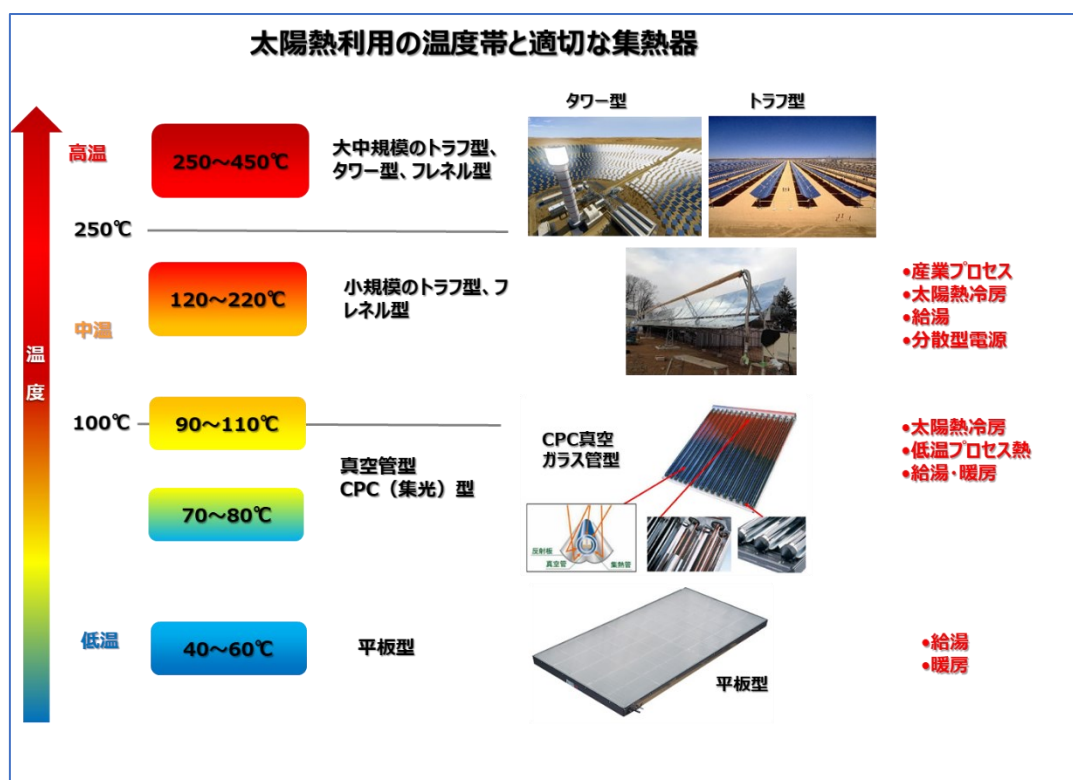 太陽熱利用の温度帯と適切な集熱器
タワー型
トラフ型
高温
250～450℃
大中規模のトラフ型、
タワー型、フレネル型
250℃
120～220℃
小規模のトラフ型、フ
レネル型
•産業プロセス
•太陽熱冷房
•給湯
•分散型電源
中温
温
度
100℃
90～110℃
真空管型
CPC（集光）型
70～80℃
CPC真空
ガラス管型
反射板
真空管
集熱管
•太陽熱冷房
•低温プロセス熱
•給湯・暖房
低温
40～60℃
平板型
平板型
•給湯
•暖房